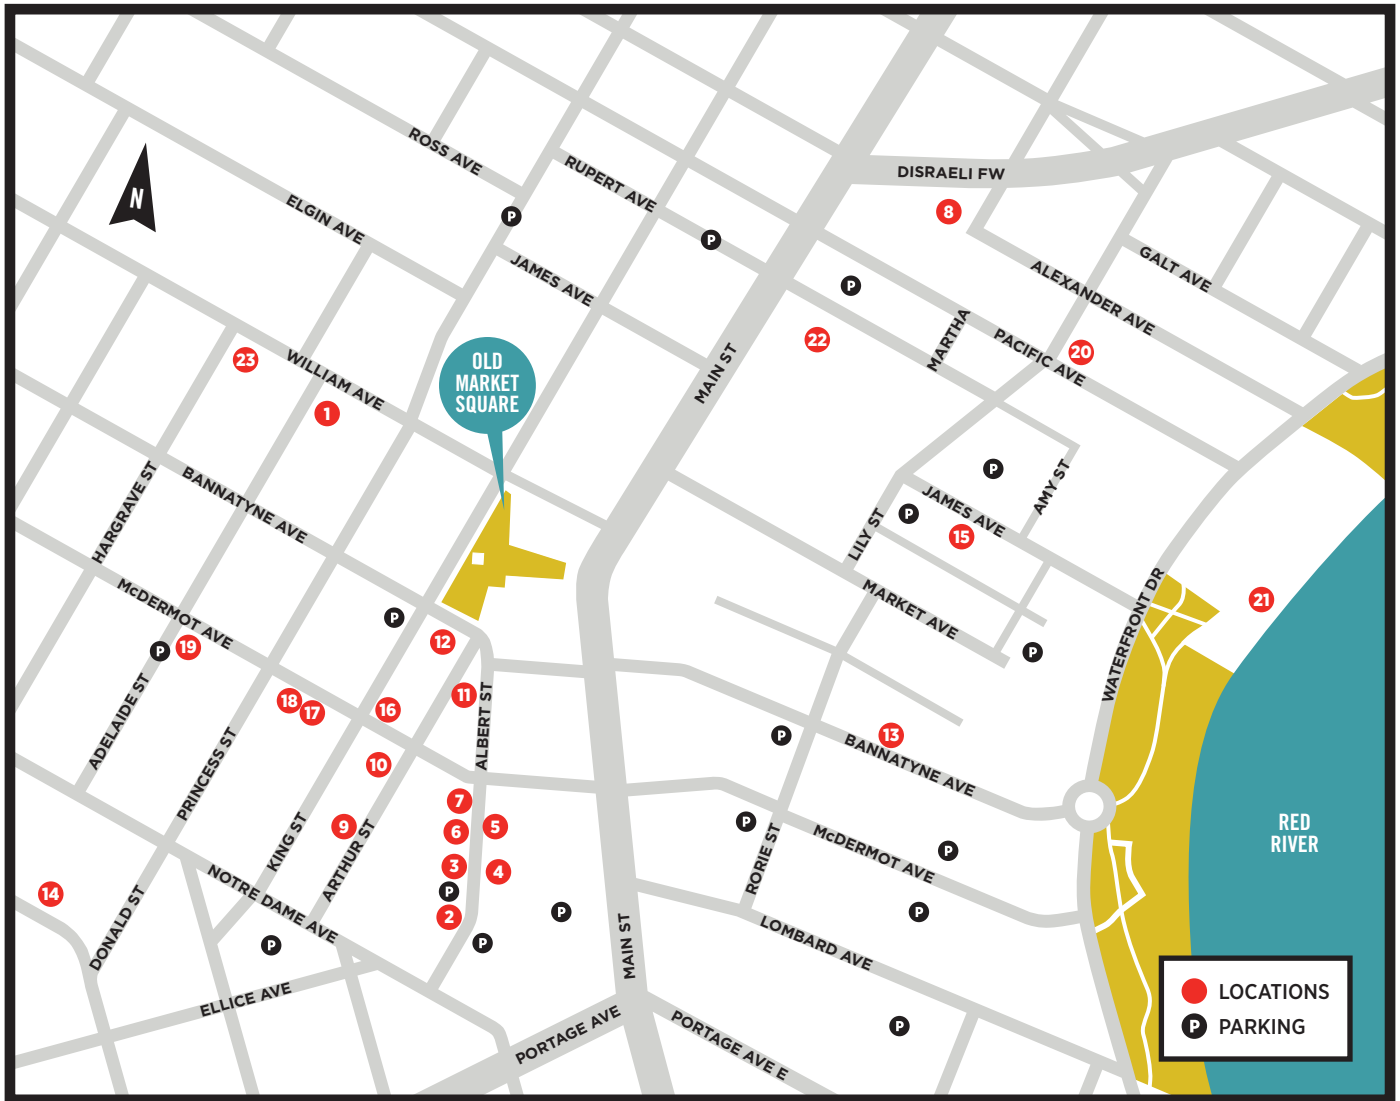 ROSS AVE
RUPERT AVE
DISRAELI FW
N
P
ELGIN AVE
P
8
JAMES AVE
GALT AVE
ALEXANDER AVE
P
MARTHA
PACIFIC AVE
20
22
MAIN ST
OLD
MARKET
SQUARE
23
WILLIAM AVE
1
HARGRAVE ST
BANNATYNE AVE
P
AMY ST
JAMES AVE
P
15
LILY ST
MARKET AVE
WATERFRONT DR
21
McDERMOT AVE
P
12
P
19
P
ADELAIDE ST
18
17
16
11
ALBERT ST
PRINCESS ST
10
P
13
BANNATYNE AVE
7
6
5
9
KING ST
ARTHUR ST
3
4
P
2
P
P
RORIE ST
McDERMOT AVE
P
P
RED
RIVER
14
DONALD ST
NOTRE DAME AVE
P
ELLICE AVE
P
LOMBARD AVE
MAIN ST
PORTAGE AVE
PORTAGE AVE E
P
LOCATIONS
P PARKING